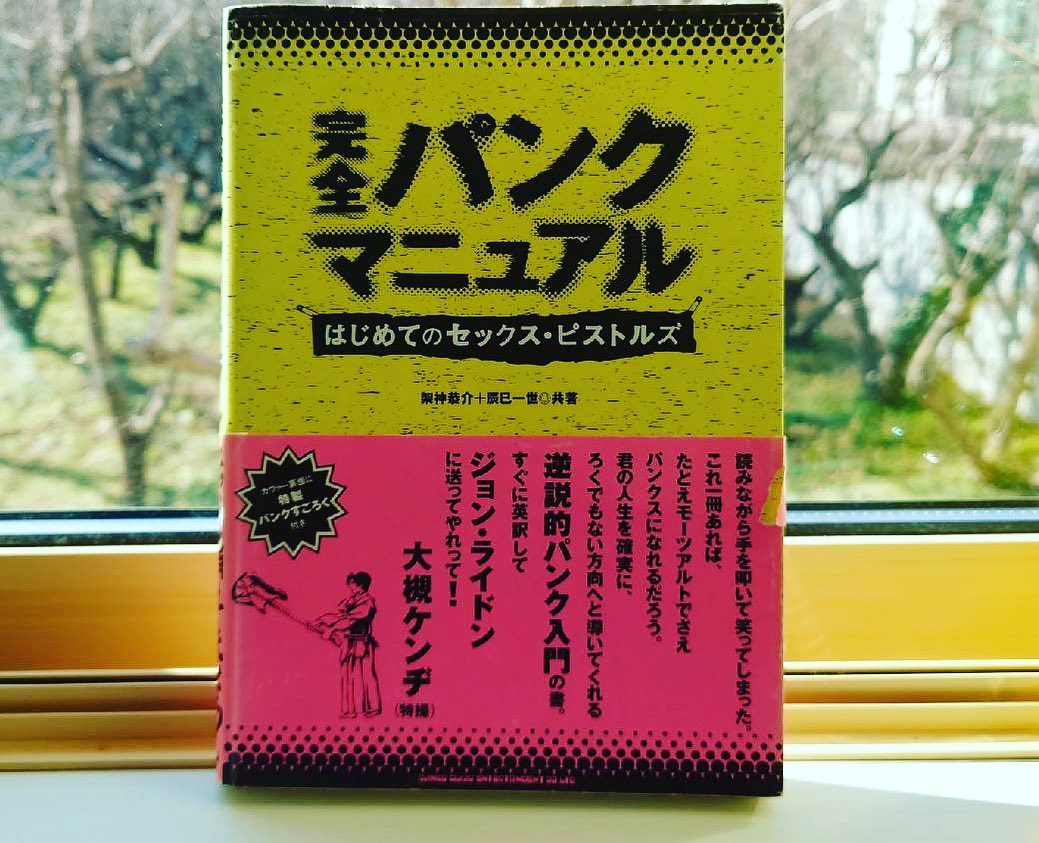 完全パンク
マニュアル
はじめてのセックス・ピストルズ
架神恭介＋辰巳一世◎共著
読みながら手を叩いて笑ってしまった。
これ一冊あれば、
たとえモーツアルトでさえ
パンクスになれるだろう。
君の人生を確実に、
ろくでもない方向へと導いてくれる
逆説的パンク入門の書。
すぐに英訳して
ジョン・ライドン
に送ってやれって！
大槻ケンヂ
（特撮）
カヴァー裏側に
特製
パンクすごろく
付き
SHINKO MUSIC ENTERTAINMENT CO LTD